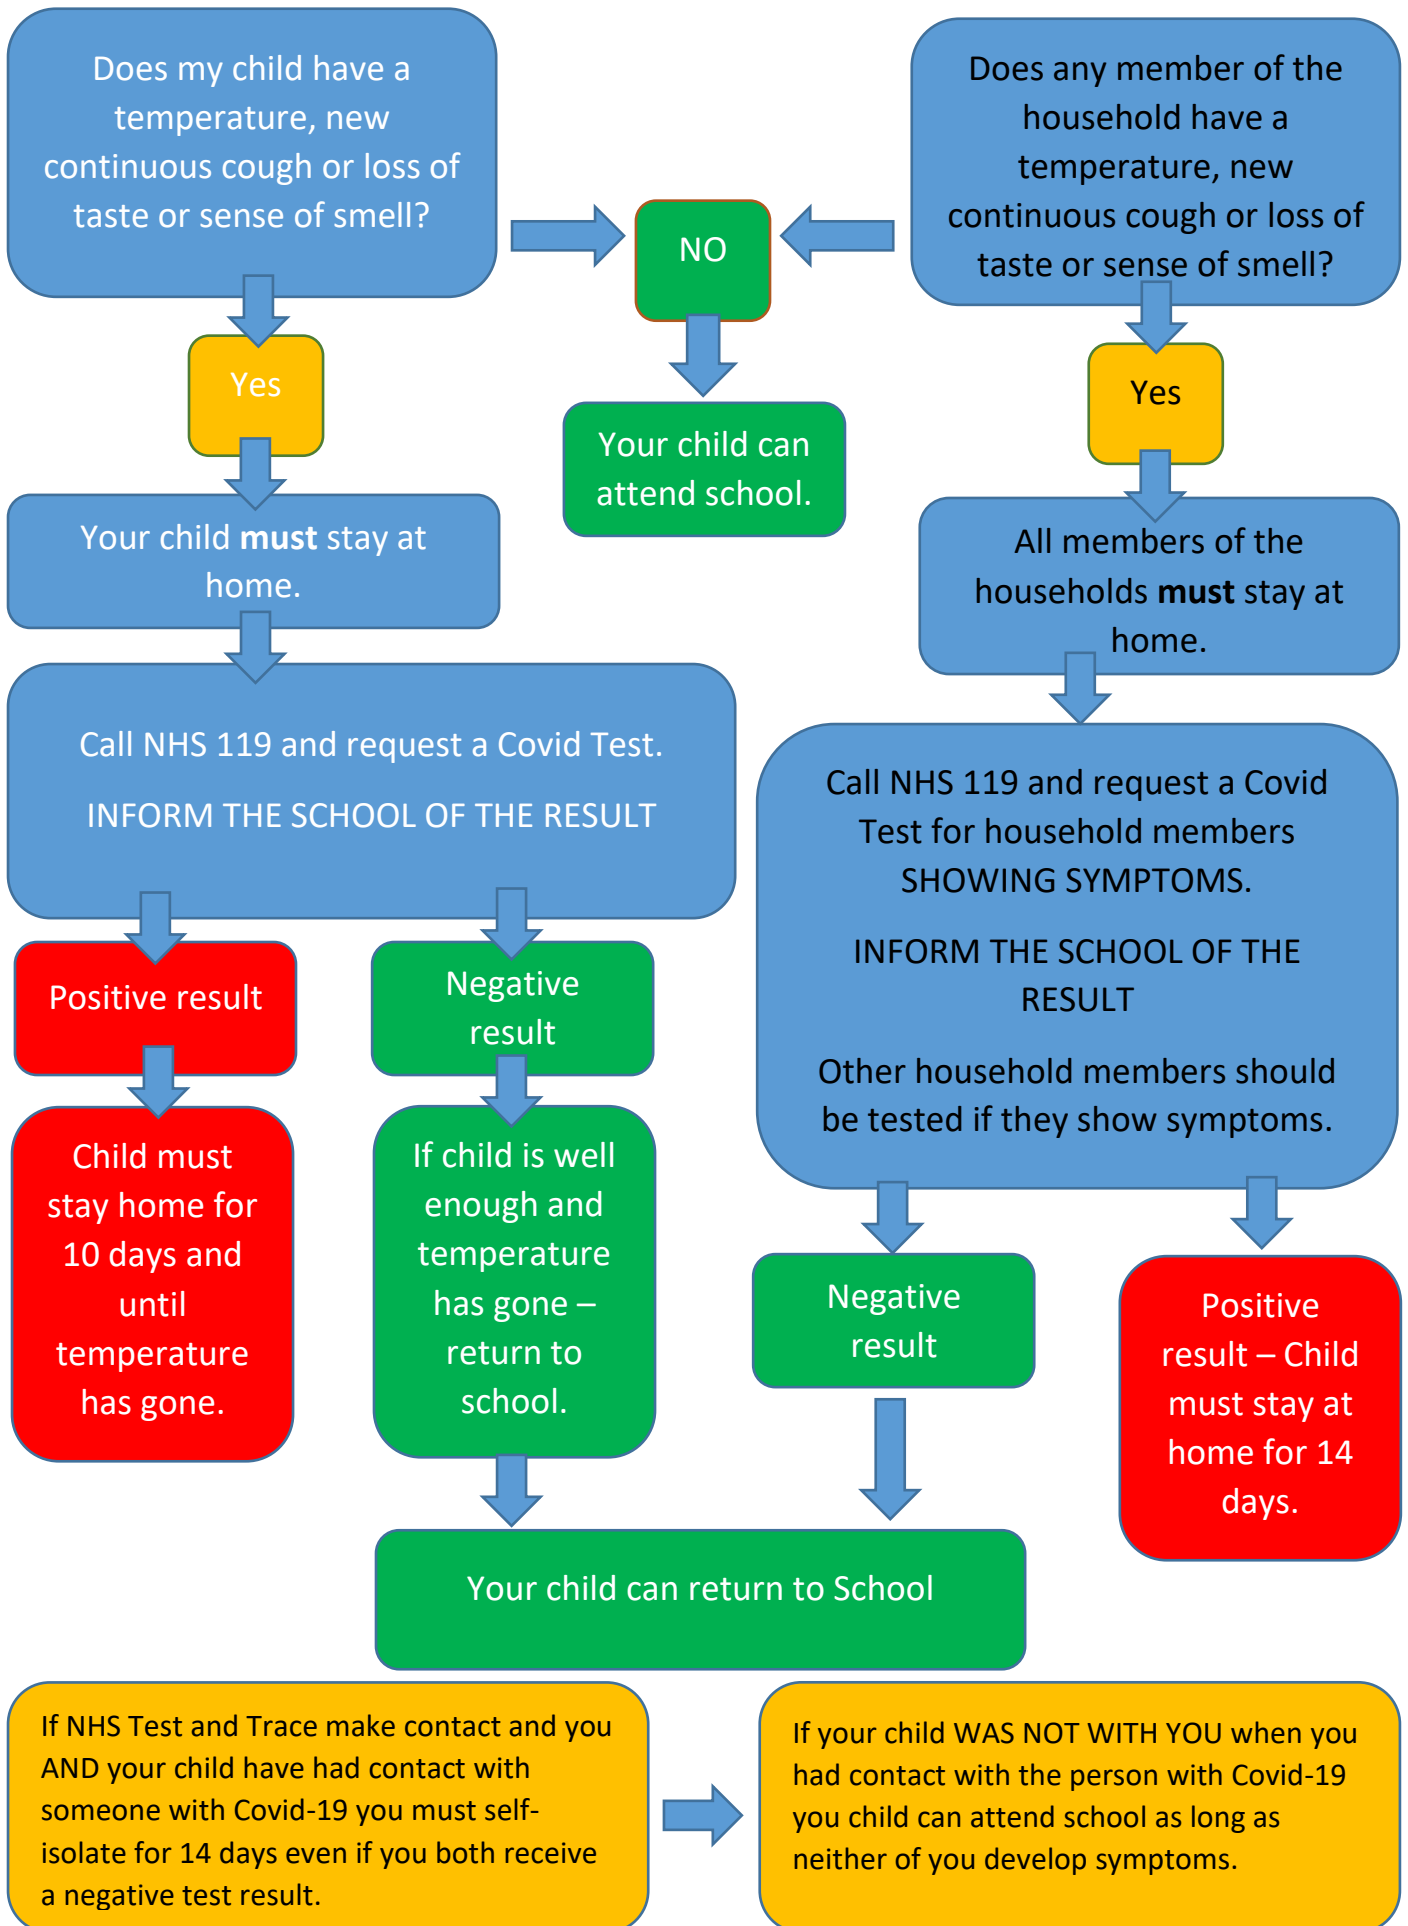 Does my child have a
temperature, new
continuous cough or loss of
taste or sense of smell?
Does any member of the
household have a
temperature, new
continuous cough or loss of
taste or sense of smell?
NO
Yes
Yes
Your child can
attend school.
Your child must stay at
home.
All members of the
households must stay at
home.
Call NHS 119 and request a Covid Test.
INFORM THE SCHOOL OF THE RESULT
Call NHS 119 and request a Covid
Test for household members
SHOWING SYMPTOMS.
INFORM THE SCHOOL OF THE
RESULT
Other household members should
be tested if they show symptoms.
Positive result
Negative
result
Child must
stay home for
10 days and
until
temperature
has gone.
If child is well
enough and
temperature
has gone –
return to
school.
Negative
result
Positive
result – Child
must stay at
home for 14
days.
Your child can return to School
If NHS Test and Trace make contact and you
AND your child have had contact with
someone with Covid-19 you must self-
isolate for 14 days even if you both receive
a negative test result.
If your child WAS NOT WITH YOU when you
had contact with the person with Covid-19
you child can attend school as long as
neither of you develop symptoms.